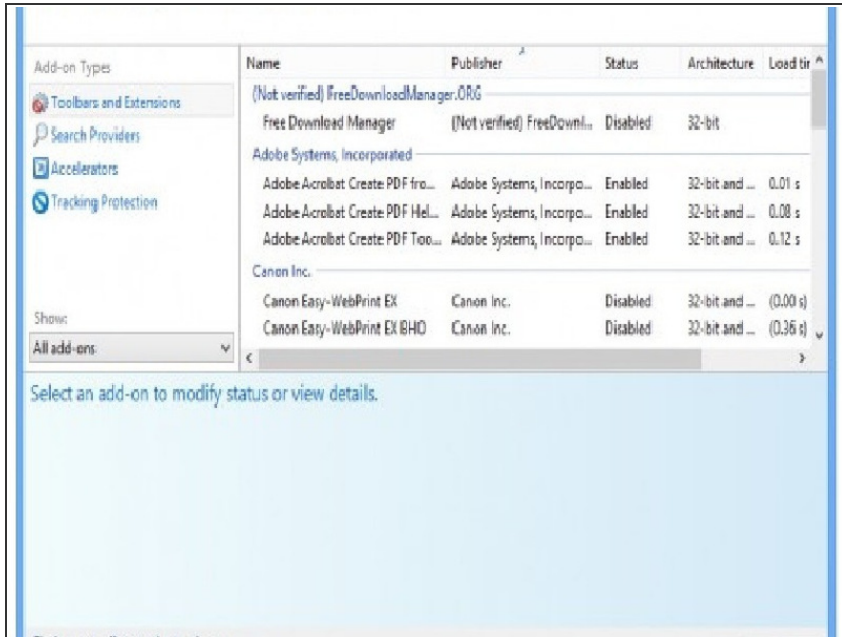 Add-on Types
Toolbars and Extensions
Search Providers
Accelerators
Tracking Protection
Show:
All add-ons
Name Publisher Status Architecture Load tir
(Not verified) FreeDownloadManager.ORG
Free Download Manager (Not verified) FreeDownl... Disabled 32-bit
Adobe Systems, Incorporated
Adobe Acrobat Create PDF fro... Adobe Systems, Incorpo... Enabled 32-bit and ... 0.01 s
Adobe Acrobat Create PDF Hel... Adobe Systems, Incorpo... Enabled 32-bit and ... 0.08 s
Adobe Acrobat Create PDF Too... Adobe Systems, Incorpo... Enabled 32-bit and ... 0.12 s
Canon Inc.
Canon Easy-WebPrint EX Canon Inc. Disabled 32-bit and ... (0.00 s)
Canon Easy-WebPrint EX BHO Canon Inc. Disabled 32-bit and ... (0.36 s)
Select an add-on to modify status or view details.